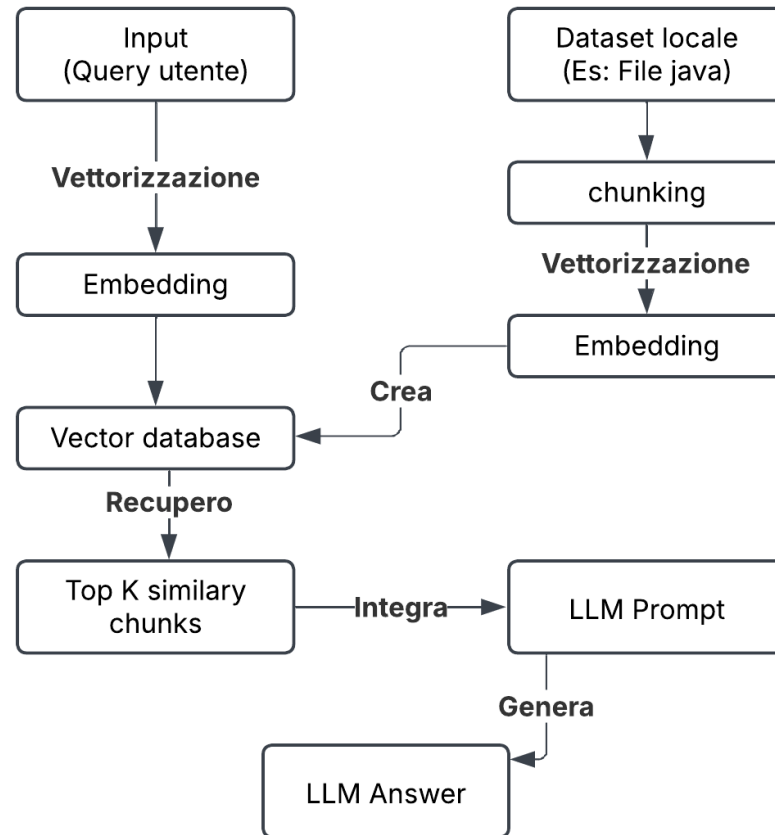 Input
(Query utente)
Dataset locale
(Es: File java)
Vettorizzazione
chunking
Vettorizzazione
Embedding
Embedding
Crea
Vector database
Recupero
Top K similary
chunks
Integra
LLM Prompt
Genera
LLM Answer